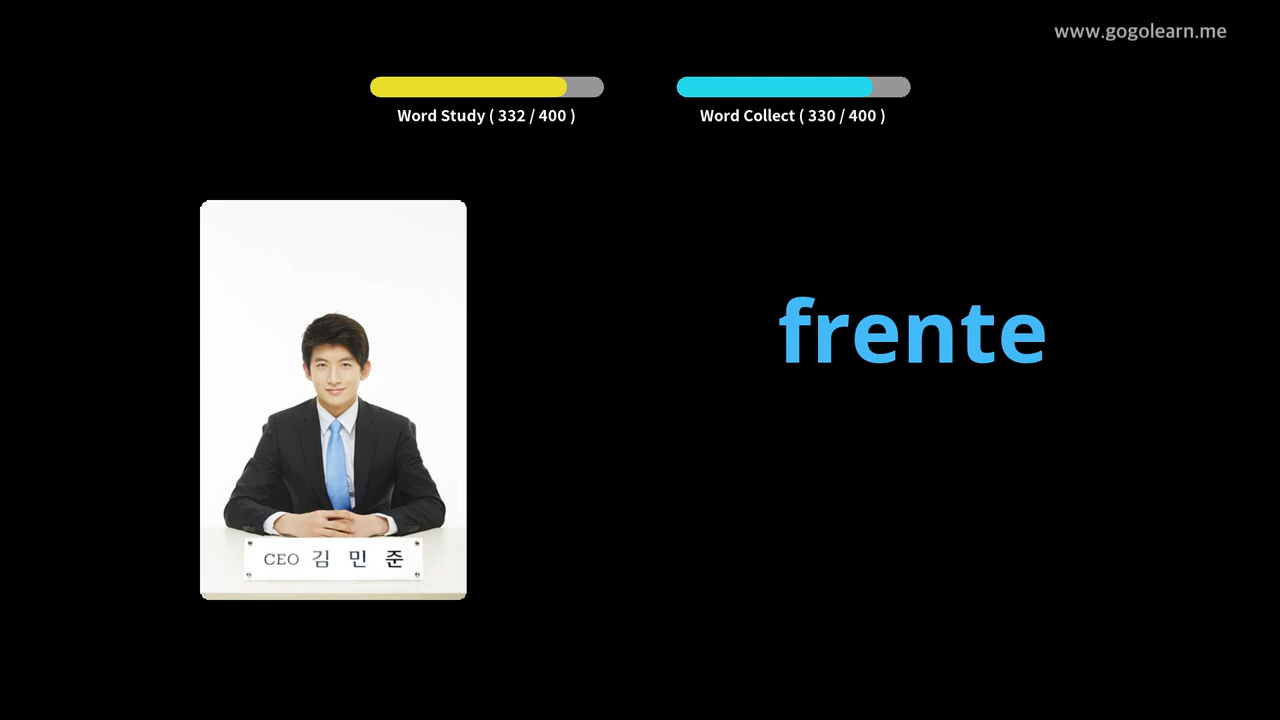 www.gogolearn.me
Word Study ( 332 / 400 )
Word Collect ( 330 / 400 )
frente
CEO 김 민 준